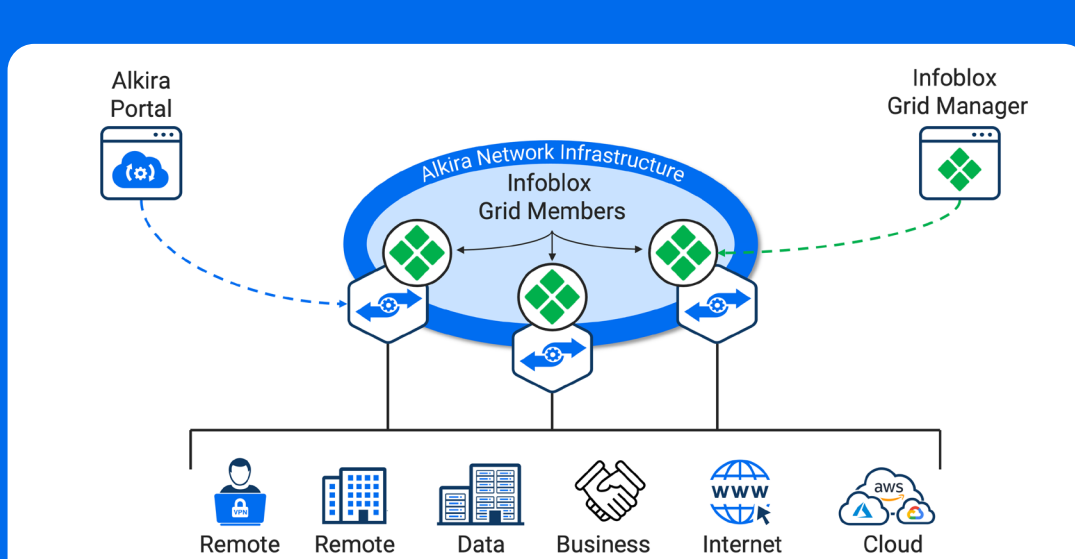 Alkira
Portal
Infoblox
Grid Manager
Alkira Network Infrastructure
Infoblox
Grid Members
VPN
WWW
aws
Remote
Remote
Data
Business
Internet
Cloud